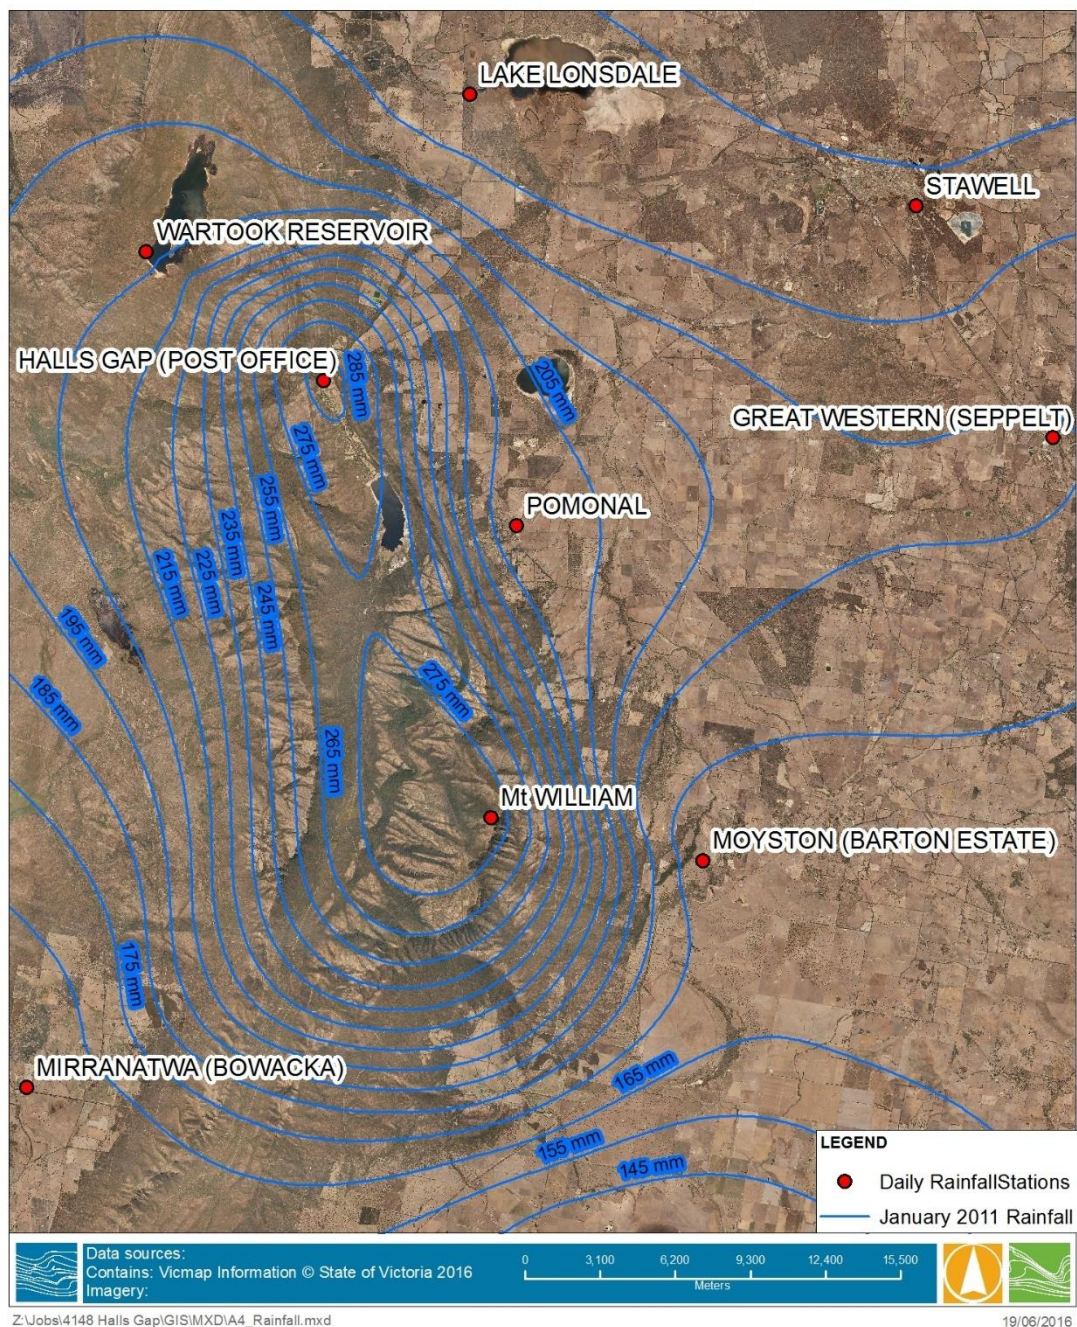 LAKE LONSDALE
STAWELL
WARTOOK RESERVOIR
HALLS GAP (POST OFFICE)
285 mm
205 mm
GREAT WESTERN (SEPPELT)
275 mm
255 mm
POMONAL
235 mm
215 mm
225 mm
245 mm
195 mm
185 mm
275 mm
265 mm
Mt WILLIAM
MOYSTON (BARTON ESTATE)
175 mm
MIRRANATWA (BOWACKA)
165 mm
155 mm
145 mm
LEGEND
Daily RainfallStations
January 2011 Rainfall
Data sources:
Contains: Vicmap Information © State of Victoria 2016
Imagery:
0 3,100 6,200 9,300 12,400 15,500
Meters
Z:\Jobs\4148 Halls Gap\GIS\MXD\A4_Rainfall.mxd
19/06/2016